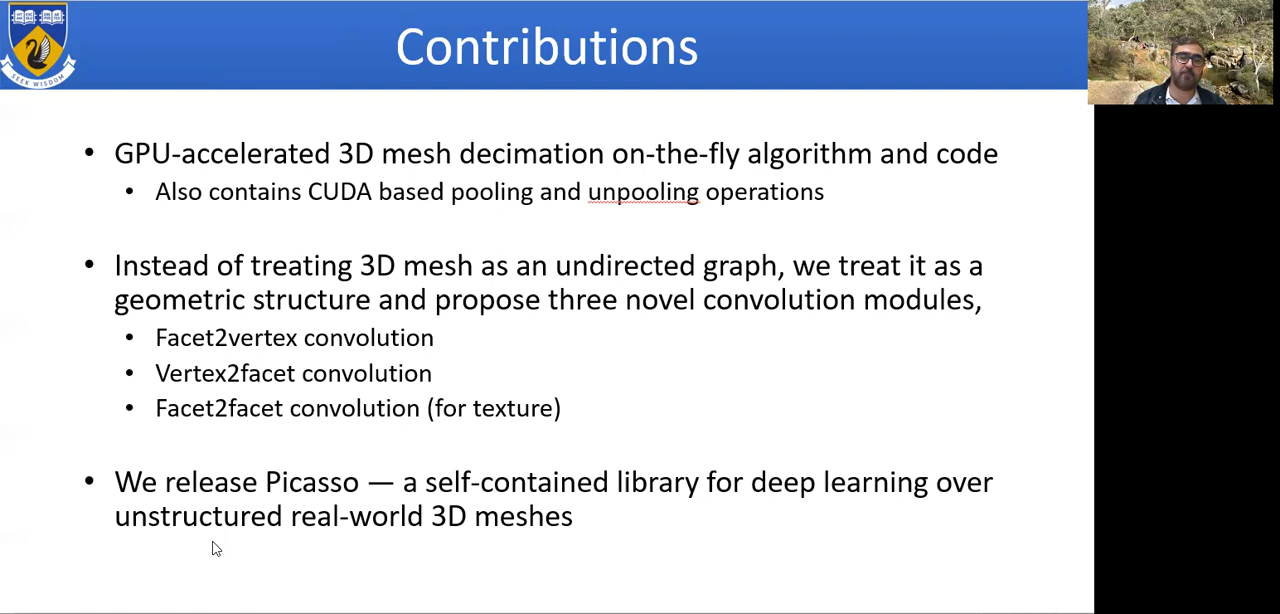 SEEK WISDOM
Contributions
• GPU-accelerated 3D mesh decimation on-the-fly algorithm and code
• Also contains CUDA based pooling and unpooling operations
• Instead of treating 3D mesh as an undirected graph, we treat it as a
geometric structure and propose three novel convolution modules,
• Facet2vertex convolution
• Vertex2facet convolution
• Facet2facet convolution (for texture)
• We release Picasso — a self-contained library for deep learning over
unstructured real-world 3D meshes